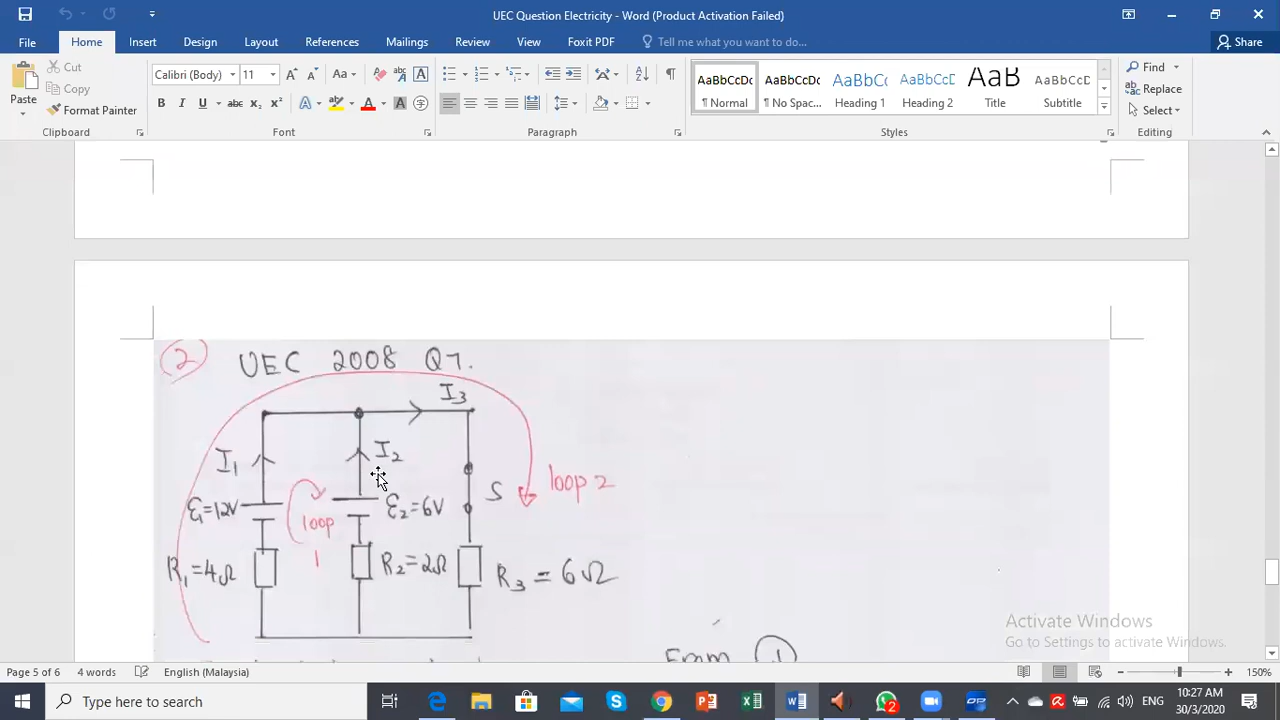 UEC Question Electricity - Word (Product Activation Failed)
File Home Insert Design Layout References Mailings Review View Foxit PDF Tell me what you want to do... Share
Paste Cut Copy Format Painter
Calibri (Body) 11
AaBbCcDc AaBbCcDc AaBbCc AaBbCcD AaB AaBbCcD
¶ Normal ¶ No Spac... Heading 1 Heading 2 Title Subtitle
Find Replace Select
Clipboard Font Paragraph Styles Editing
2 UEC 2008 Q7.
I3
I1 I2
S loop 2
ε1=12V ε2=6V
loop 1
R1=4Ω R2=2Ω R3 = 6Ω
From 1
Activate Windows
Go to Settings to activate Windows.
Page 5 of 6 4 words English (Malaysia) 150%
Type here to search
2
ENG
10:27 AM
30/3/2020